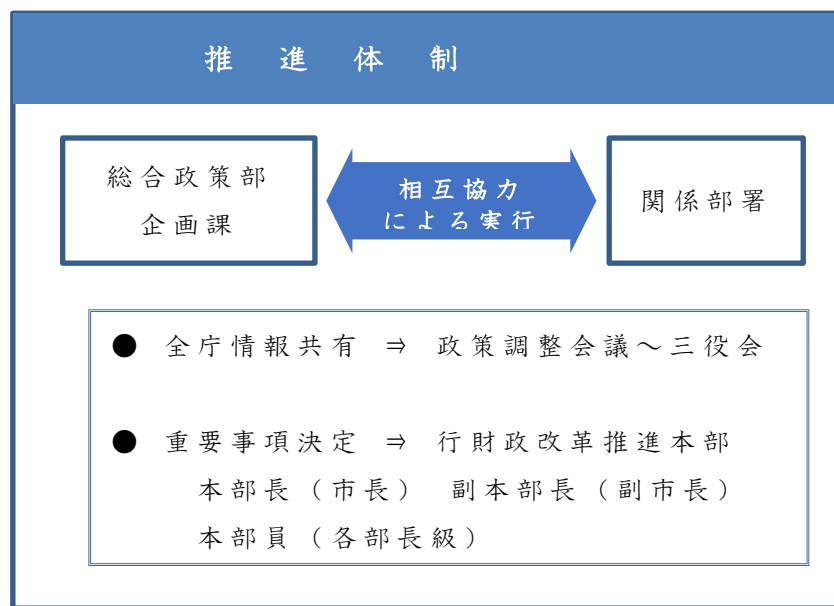 推進体制
総合政策部
企画課
相互協力
による実行
関係部署
● 全庁情報共有 ⇒ 政策調整会議～三役会
● 重要事項決定 ⇒ 行財政改革推進本部
本部長（市長） 副本部長（副市長）
本部員（各部長級）